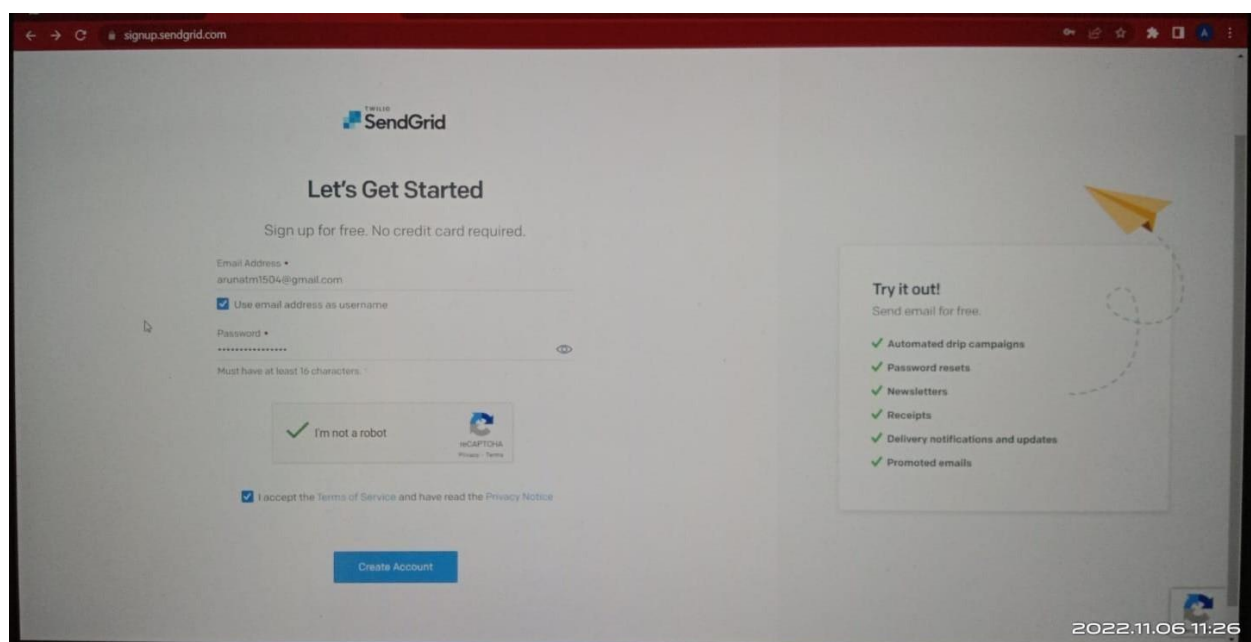 signup.sendgrid.com
A
TWILIO
SendGrid
Let's Get Started
Sign up for free. No credit card required.
Email Address •
arunatm1504@gmail.com
Use email address as username
Password •
••••••••••••••••
Must have at least 16 characters.
I'm not a robot
reCAPTCHA
Privacy - Terms
I accept the Terms of Service and have read the Privacy Notice
Create Account
Try it out!
Send email for free.
Automated drip campaigns
Password resets
Newsletters
Receipts
Delivery notifications and updates
Promoted emails
2022.11.06 11:26